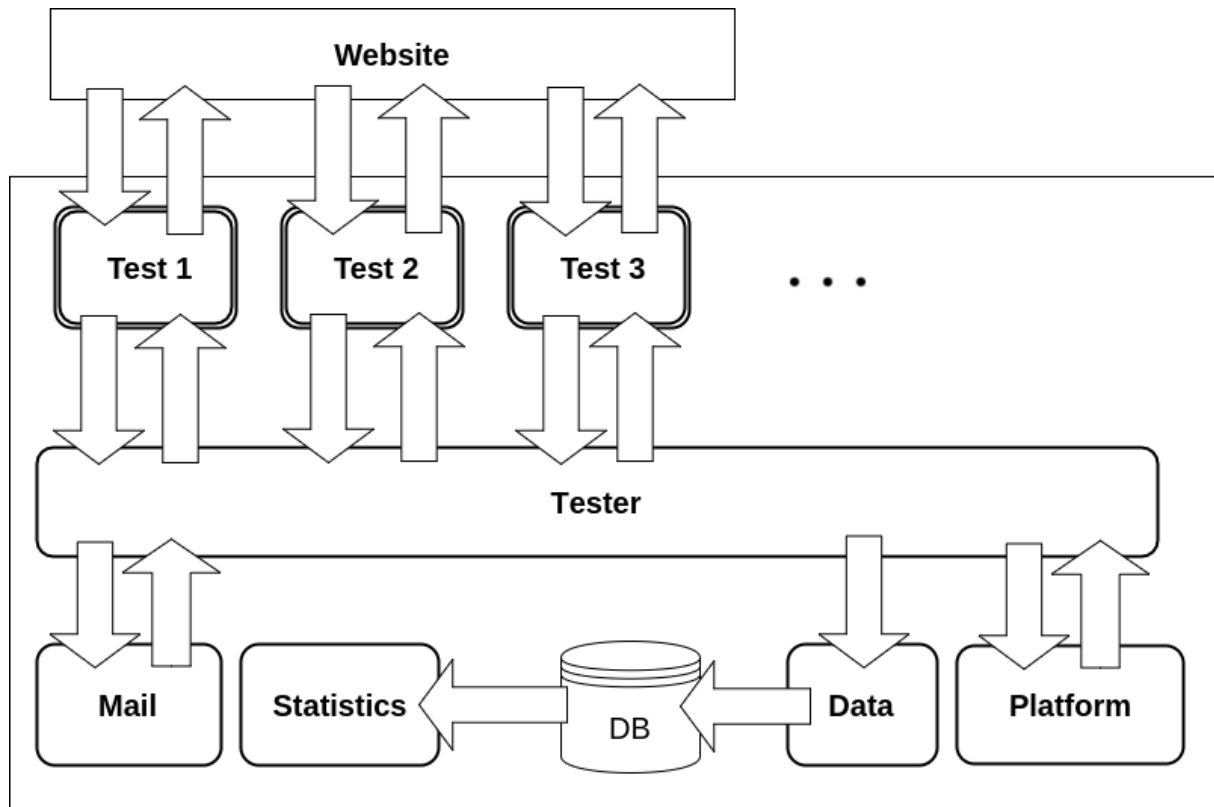 Website
Test 1
Test 2
Test 3
. . .
Tester
Mail
Statistics
DB
Data
Platform